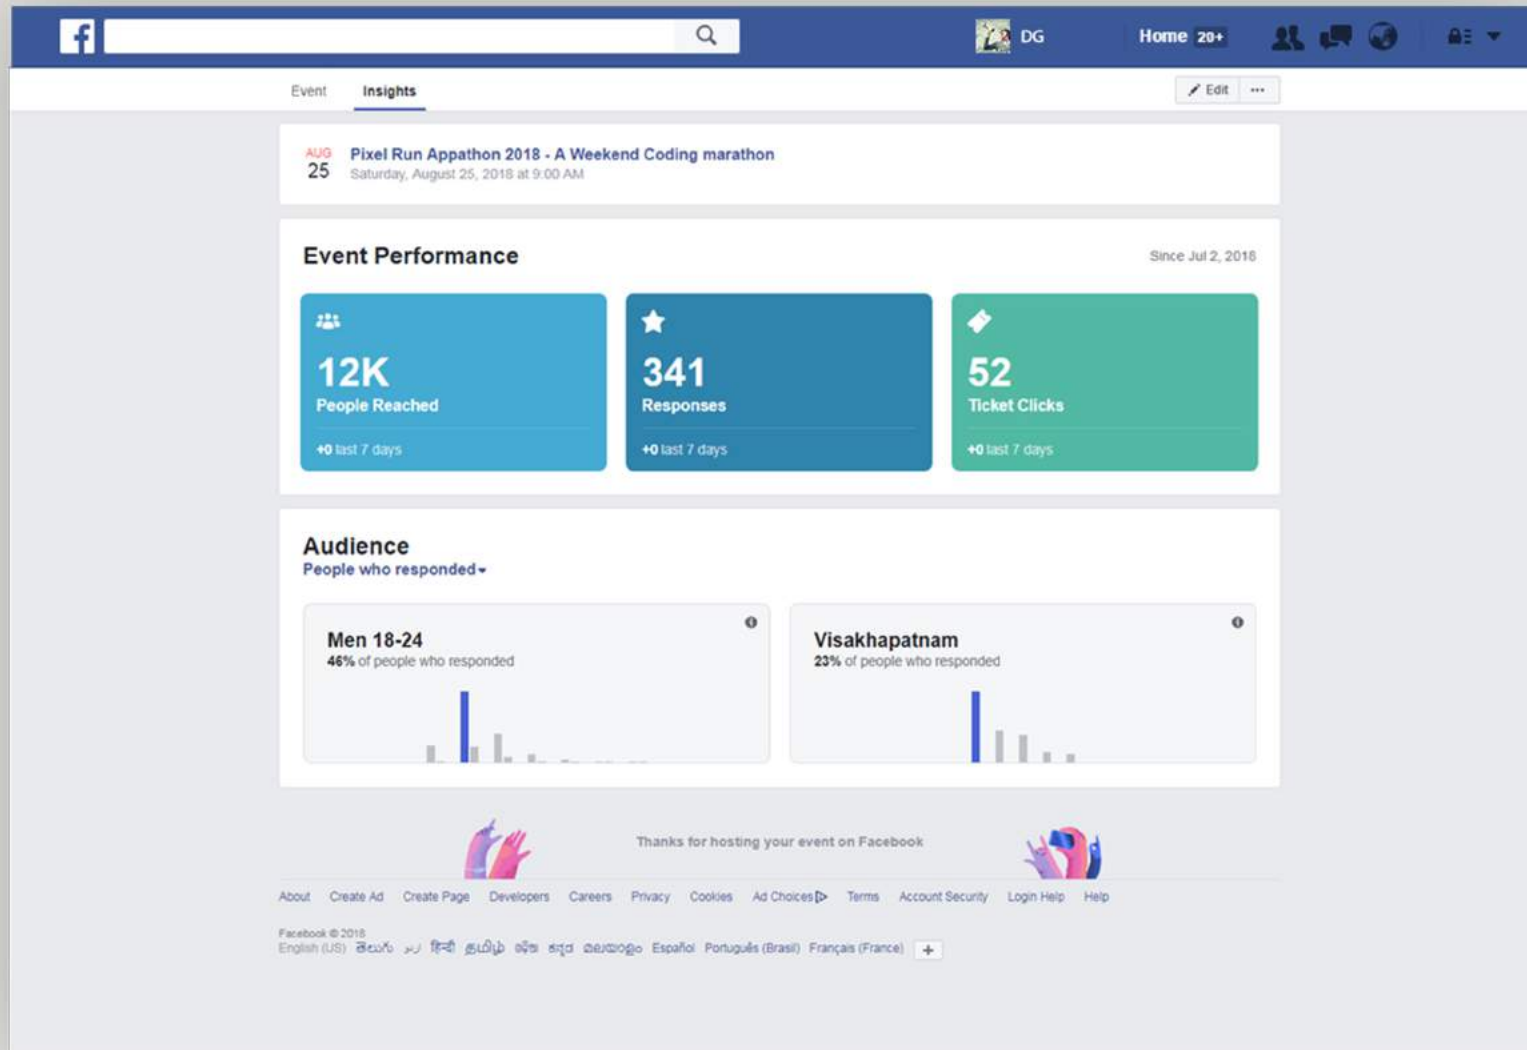 f
DG
Home 20+
Event Insights
Edit ...
AUG
25
Pixel Run Appathon 2018 - A Weekend Coding marathon
Saturday, August 25, 2018 at 9:00 AM
Event Performance
Since Jul 2, 2018
12K
People Reached
+0 last 7 days
341
Responses
+0 last 7 days
52
Ticket Clicks
+0 last 7 days
Audience
People who responded
Men 18-24
46% of people who responded
Visakhapatnam
23% of people who responded
Thanks for hosting your event on Facebook
About Create Ad Create Page Developers Careers Privacy Cookies Ad Choices Terms Account Security Login Help Help
Facebook © 2018
English (US) తెలుగు اردو हिन्दी தமிழ் ଓଡ଼ିଆ ಕನ್ನಡ മലയാളം Español Português (Brasil) Français (France) +